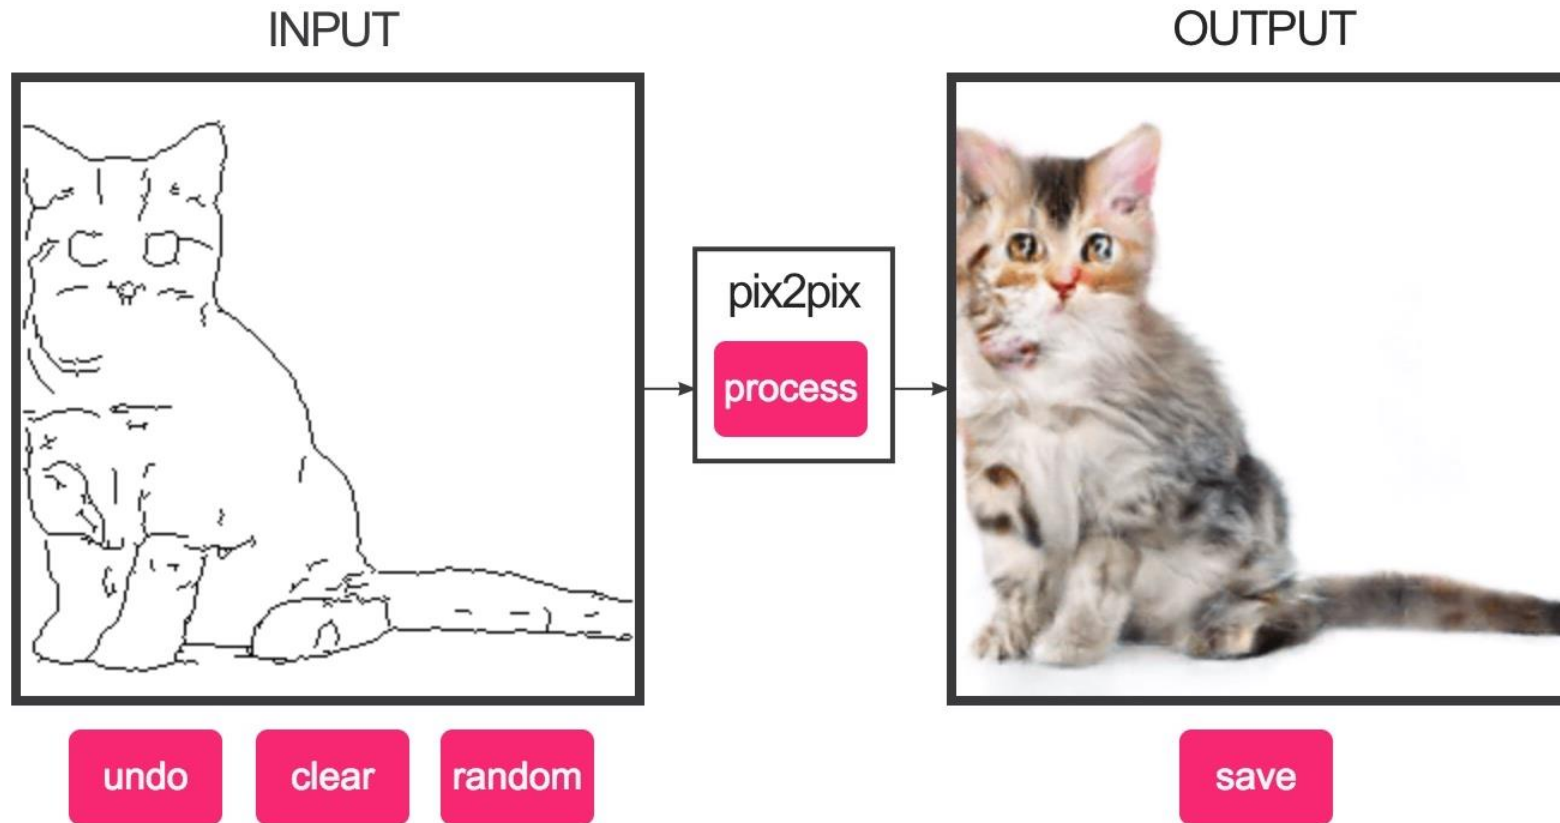 INPUT
OUTPUT
pix2pix
process
undo
clear
random
save